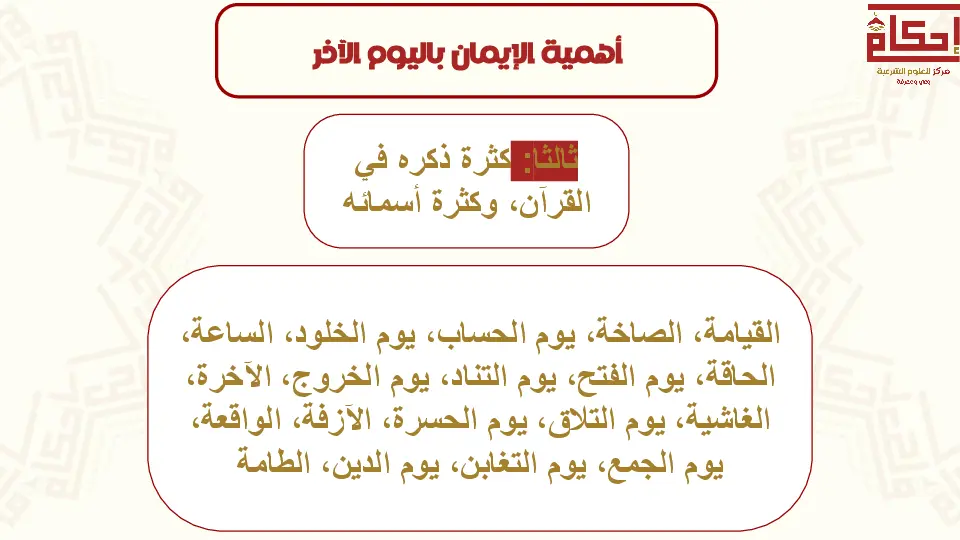 إحكام
مركز للعلوم الشرعية
وعي ومعرفة
أهمية الإيمان باليوم الآخر
ثالثا: كثرة ذكره في
القرآن، وكثرة أسمائه
القيامة، الصاخة، يوم الحساب، يوم الخلود، الساعة،
الحاقة، يوم الفتح، يوم التناد، يوم الخروج، الآخرة،
الغاشية، يوم التلاق، يوم الحسرة، الآزفة، الواقعة،
يوم الجمع، يوم التغابن، يوم الدين، الطامة